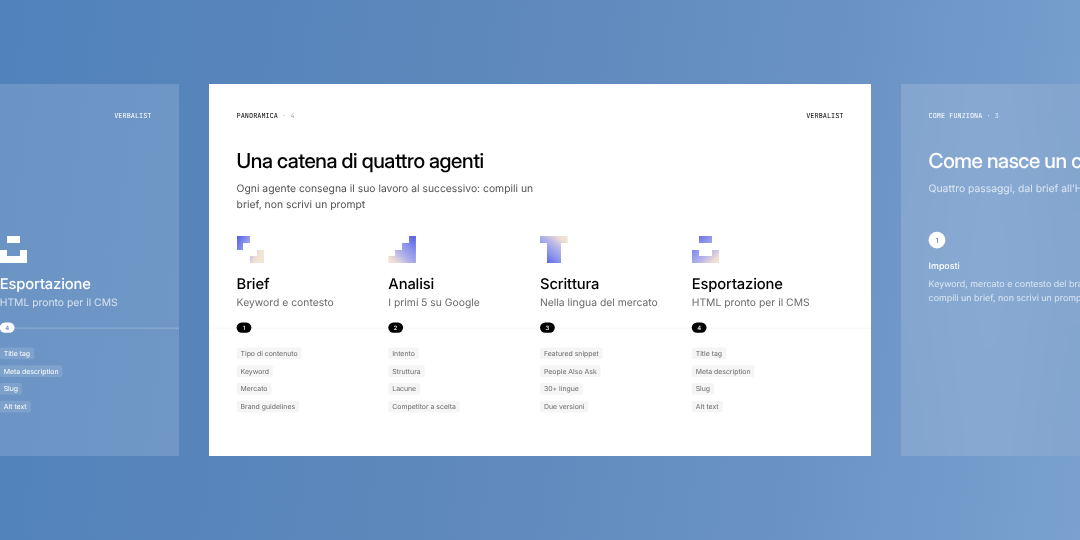 VERBALIST
Esportazione
HTML pronto per il CMS
4
Title tag
Meta description
Slug
Alt text
PANORAMICA · 4
VERBALIST
Una catena di quattro agenti
Ogni agente consegna il suo lavoro al successivo: compili un
brief, non scrivi un prompt
Brief
Keyword e contesto
1
Tipo di contenuto
Keyword
Mercato
Brand guidelines
Analisi
I primi 5 su Google
2
Intento
Struttura
Lacune
Competitor a scelta
Scrittura
Nella lingua del mercato
3
Featured snippet
People Also Ask
30+ lingue
Due versioni
Esportazione
HTML pronto per il CMS
4
Title tag
Meta description
Slug
Alt text
COME FUNZIONA · 3
Come nasce un
Quattro passaggi, dal brief all'H
1
Imposti
Keyword, mercato e contesto del
compili un brief, non scrivi un